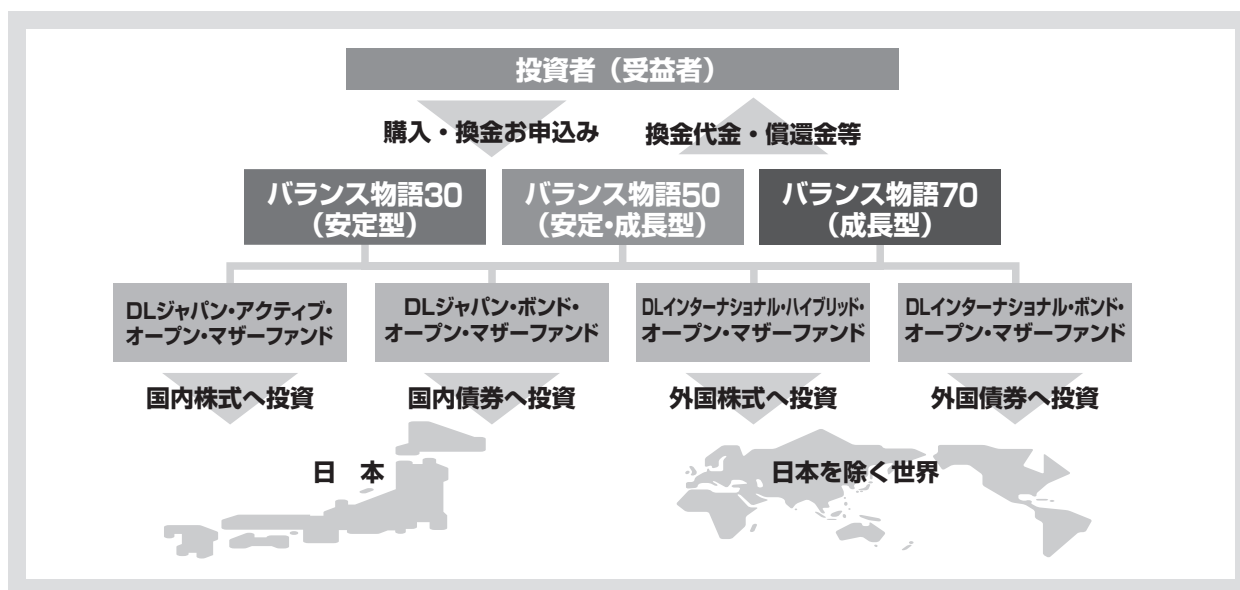 投資者（受益者）
購入・換金お申込み
換金代金・償還金等
バランス物語30
（安定型）
バランス物語50
（安定・成長型）
バランス物語70
（成長型）
DLジャパン・アクティブ・
オープン・マザーファンド
DLジャパン・ボンド・
オープン・マザーファンド
DLインターナショナル・ハイブリッド・
オープン・マザーファンド
DLインターナショナル・ボンド・
オープン・マザーファンド
国内株式へ投資
国内債券へ投資
外国株式へ投資
外国債券へ投資
日　本
日本を除く世界